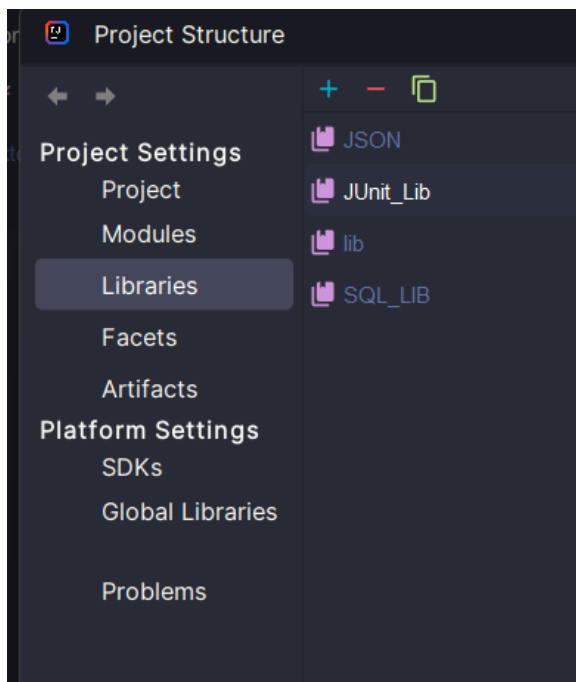 Project Structure
Project Settings
Project
Modules
Libraries
Facets
Artifacts
Platform Settings
SDKs
Global Libraries
Problems
JSON
JUnit_Lib
lib
SQL_LIB